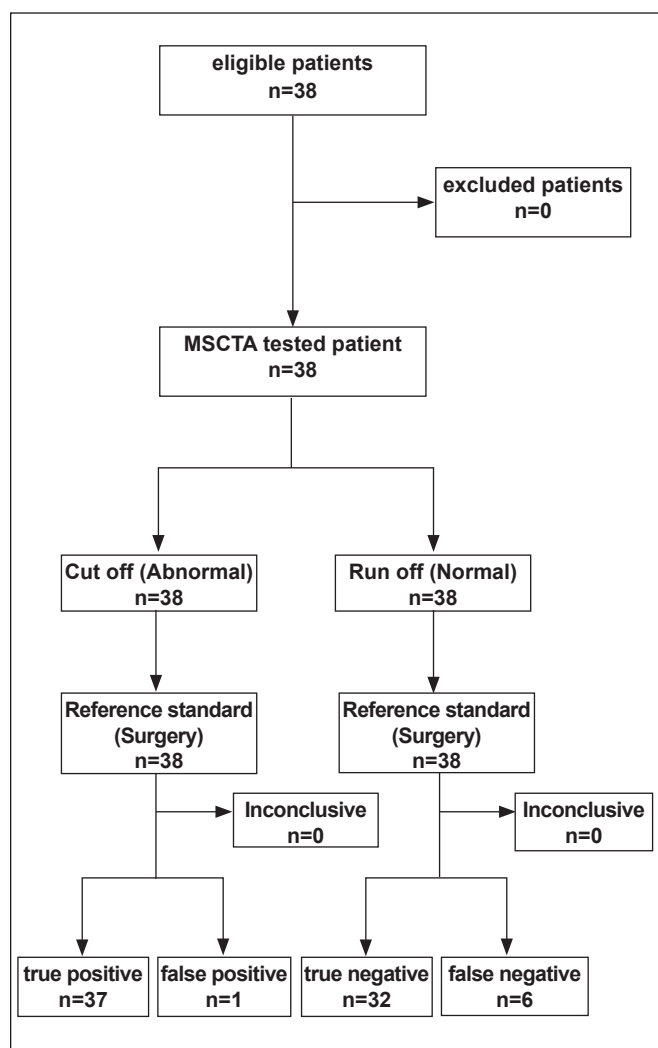 eligible patients
n=38
excluded patients
n=0
MSCTA tested patient
n=38
Cut off (Abnormal)
n=38
Run off (Normal)
n=38
Reference standard
(Surgery)
n=38
Reference standard
(Surgery)
n=38
Inconclusive
n=0
Inconclusive
n=0
true positive
n=37
false positive
n=1
true negative
n=32
false negative
n=6